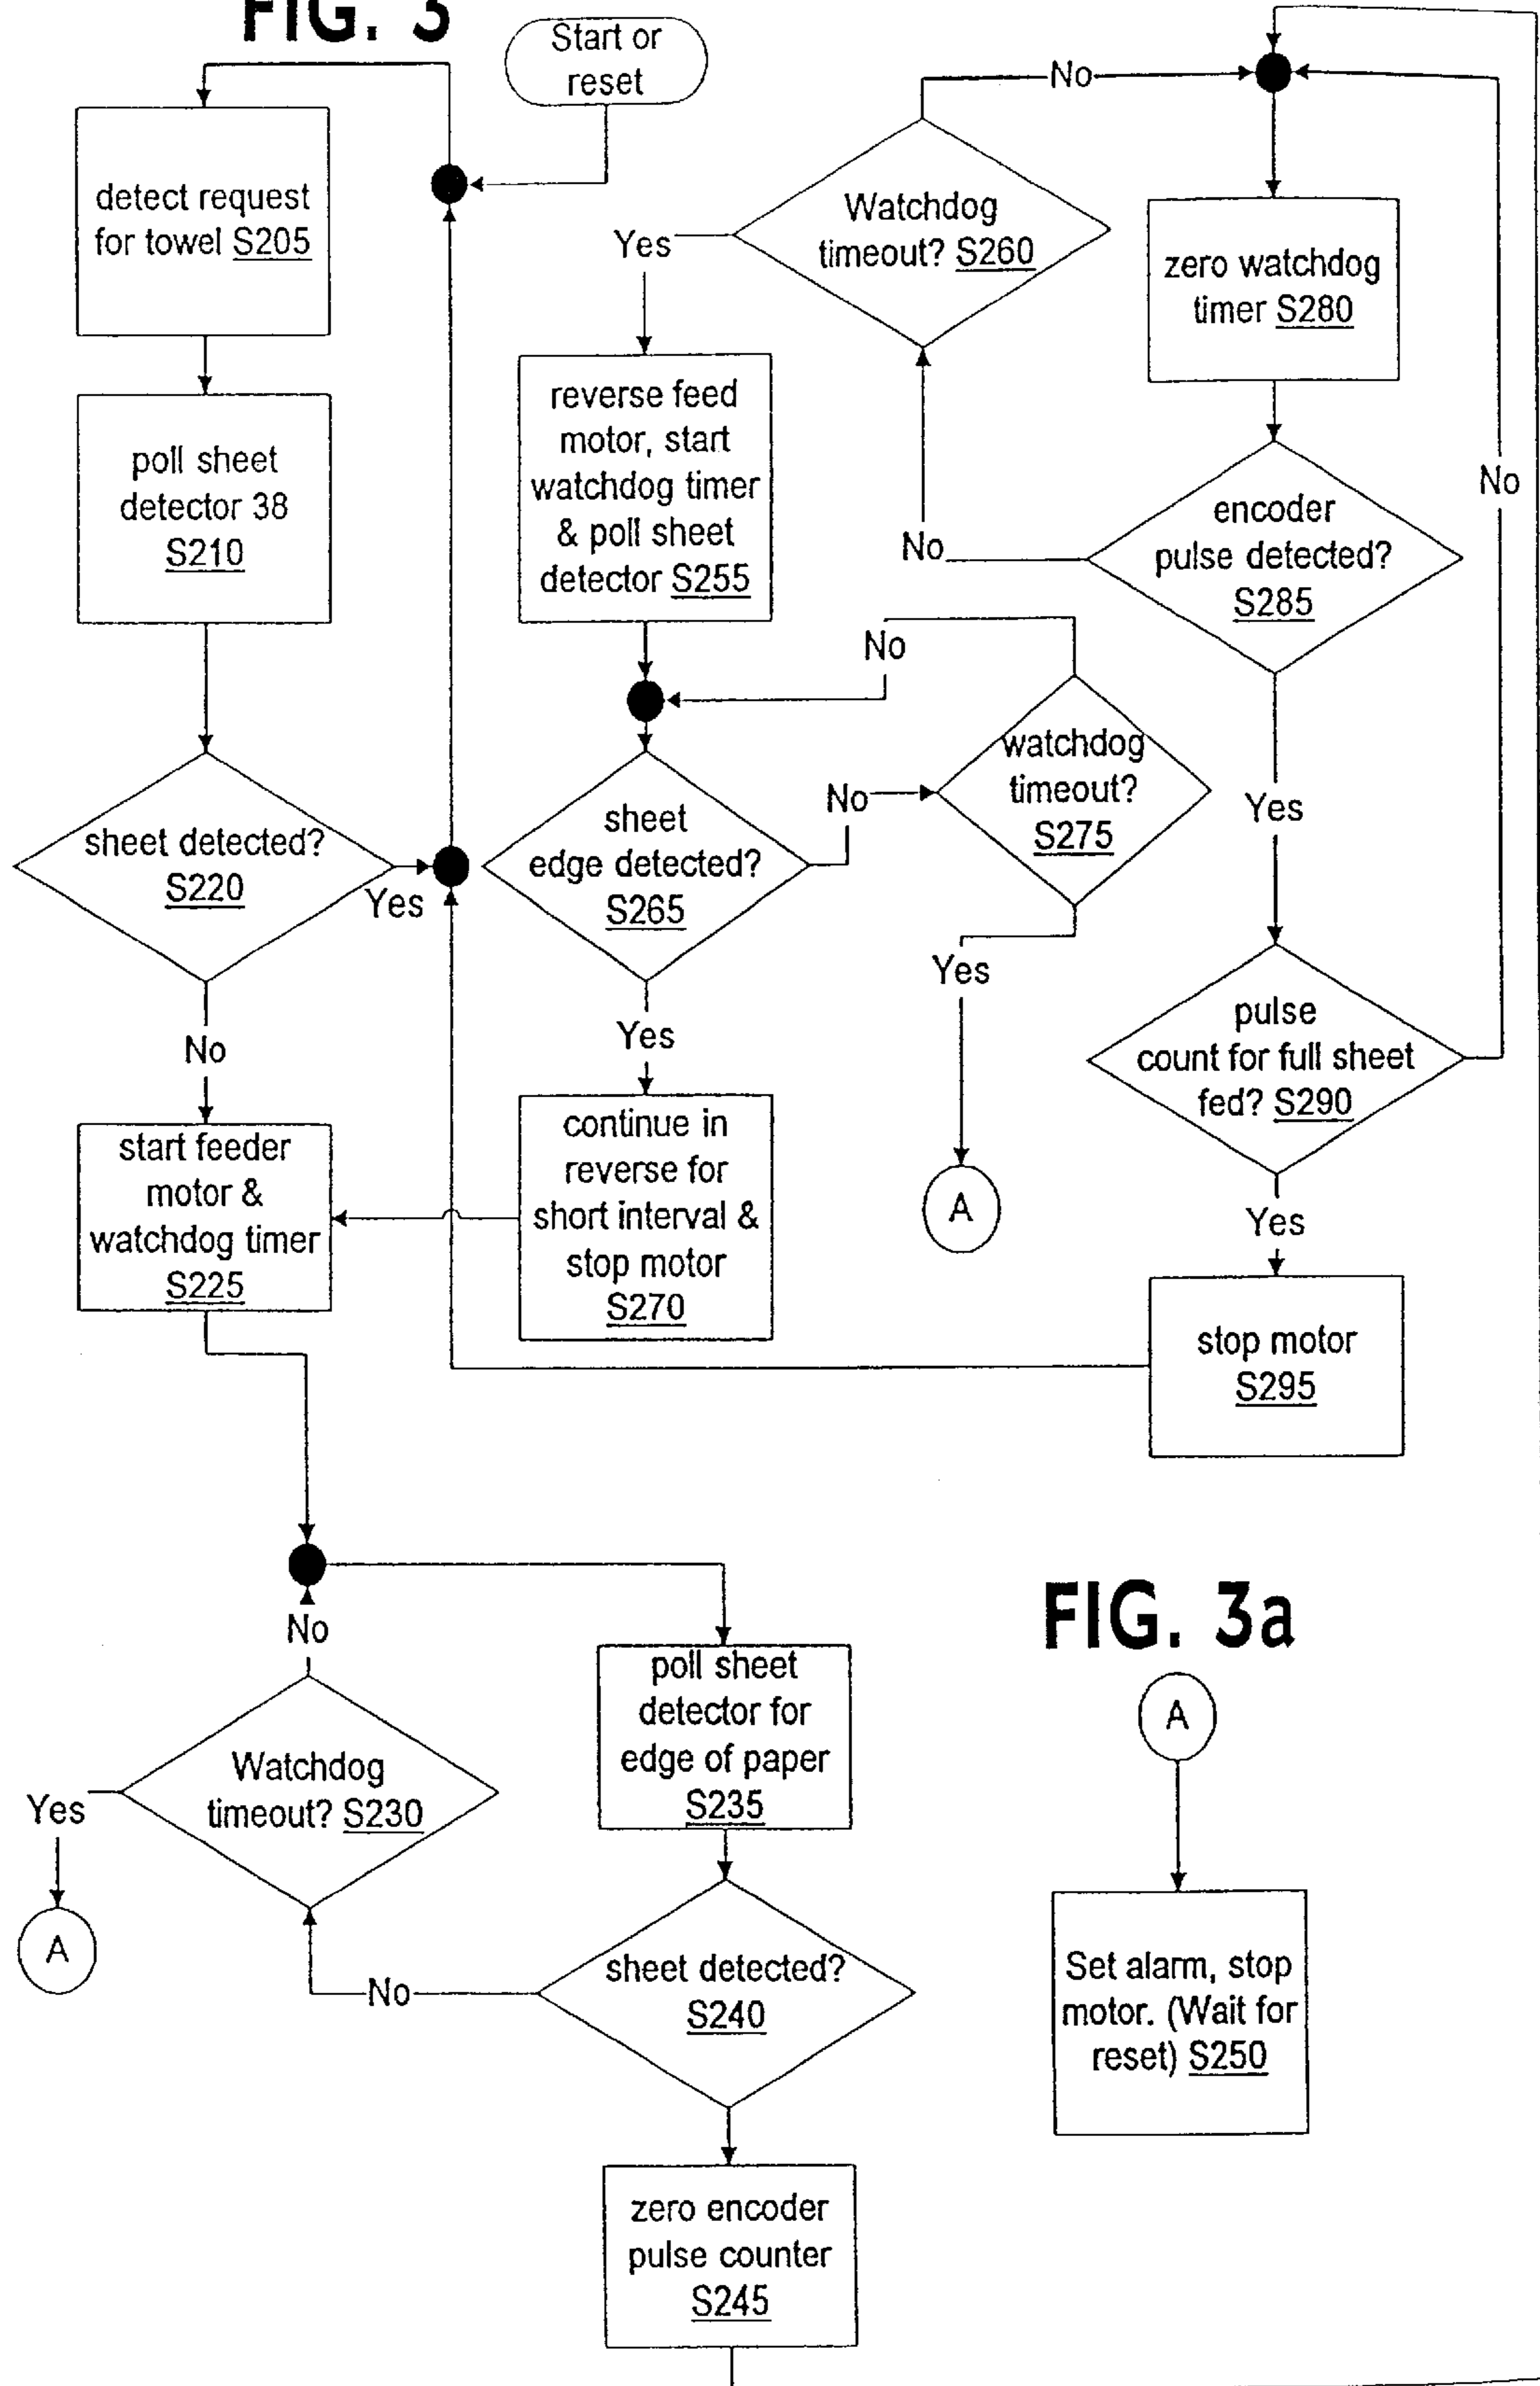 FIG. 3
Start or
reset
detect request
for towel S205
poll sheet
detector 38
S210
sheet detected?
S220
Yes
No
start feeder
motor &
watchdog timer
S225
No
Watchdog
timeout? S260
Yes
reverse feed
motor, start
watchdog timer
& poll sheet
detector S255
sheet
edge detected?
S265
No
No
watchdog
timeout?
S275
Yes
A
Yes
continue in
reverse for
short interval &
stop motor
S270
zero watchdog
timer S280
encoder
pulse detected?
S285
No
No
Yes
pulse
count for full sheet
fed? S290
Yes
stop motor
S295
No
Watchdog
timeout? S230
Yes
A
poll sheet
detector for
edge of paper
S235
sheet detected?
S240
No
zero encoder
pulse counter
S245
FIG. 3a
A
Set alarm, stop
motor. (Wait for
reset) S250